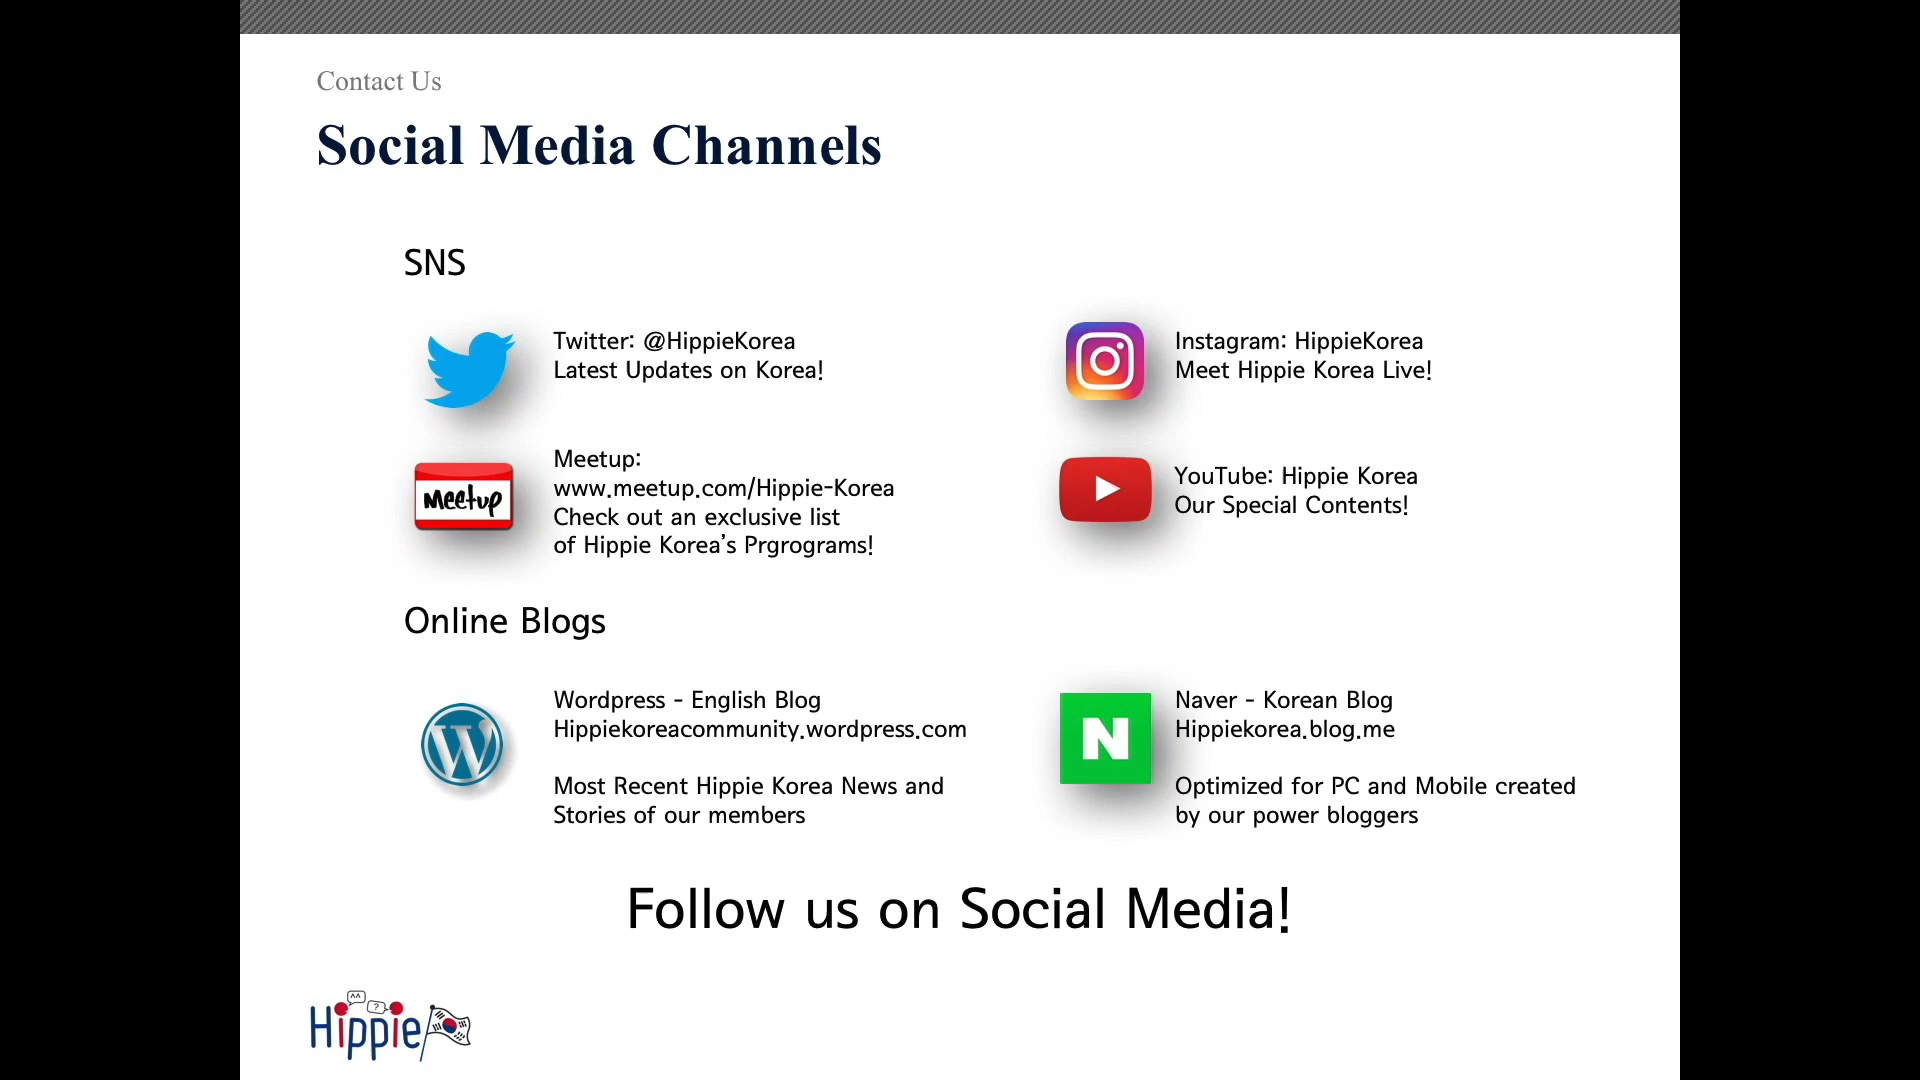 Contact Us
Social Media Channels
SNS
Twitter: @HippieKorea
Latest Updates on Korea!
Instagram: HippieKorea
Meet Hippie Korea Live!
Meetup
Meetup:
www.meetup.com/Hippie-Korea
Check out an exclusive list
of Hippie Korea’s Prgrograms!
YouTube: Hippie Korea
Our Special Contents!
Online Blogs
W
Wordpress - English Blog
Hippiekoreacommunity.wordpress.com
Most Recent Hippie Korea News and
Stories of our members
N
Naver - Korean Blog
Hippiekorea.blog.me
Optimized for PC and Mobile created
by our power bloggers
Follow us on Social Media!
^^
?
Hippie